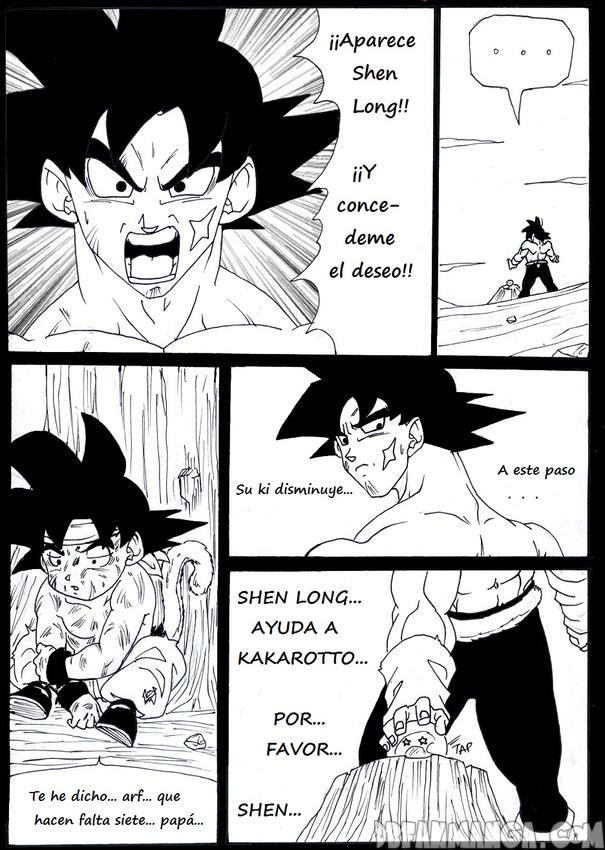 ¡¡Aparece
Shen
Long!!
¡¡Y
conce-
deme
el deseo!!
. . .
Te he dicho... arf... que
hacen falta siete... papá...
Su ki disminuye...
A este paso
. . .
SHEN LONG...
AYUDA A
KAKAROTTO...
POR...
FAVOR...
SHEN...
TAP
DBFANMANGA.COM